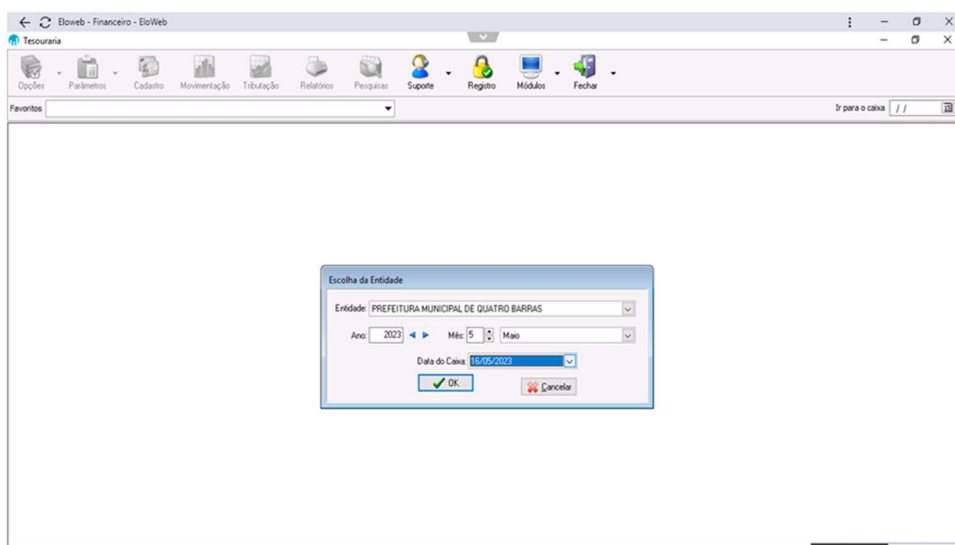 Eloweb - Financeiro - EloWeb
Tesouraria
Opções Parâmetros Cadastro Movimentação Tributação Relatórios Pesquisas Suporte Registro Módulos Fechar
Favoritos Ir para o caixa / /
Escolha da Entidade
Entidade: PREFEITURA MUNICIPAL DE QUATRO BARRAS
Ano: 2023 Mês: 5 Maio
Data do Caixa: 16/05/2023
OK Cancelar